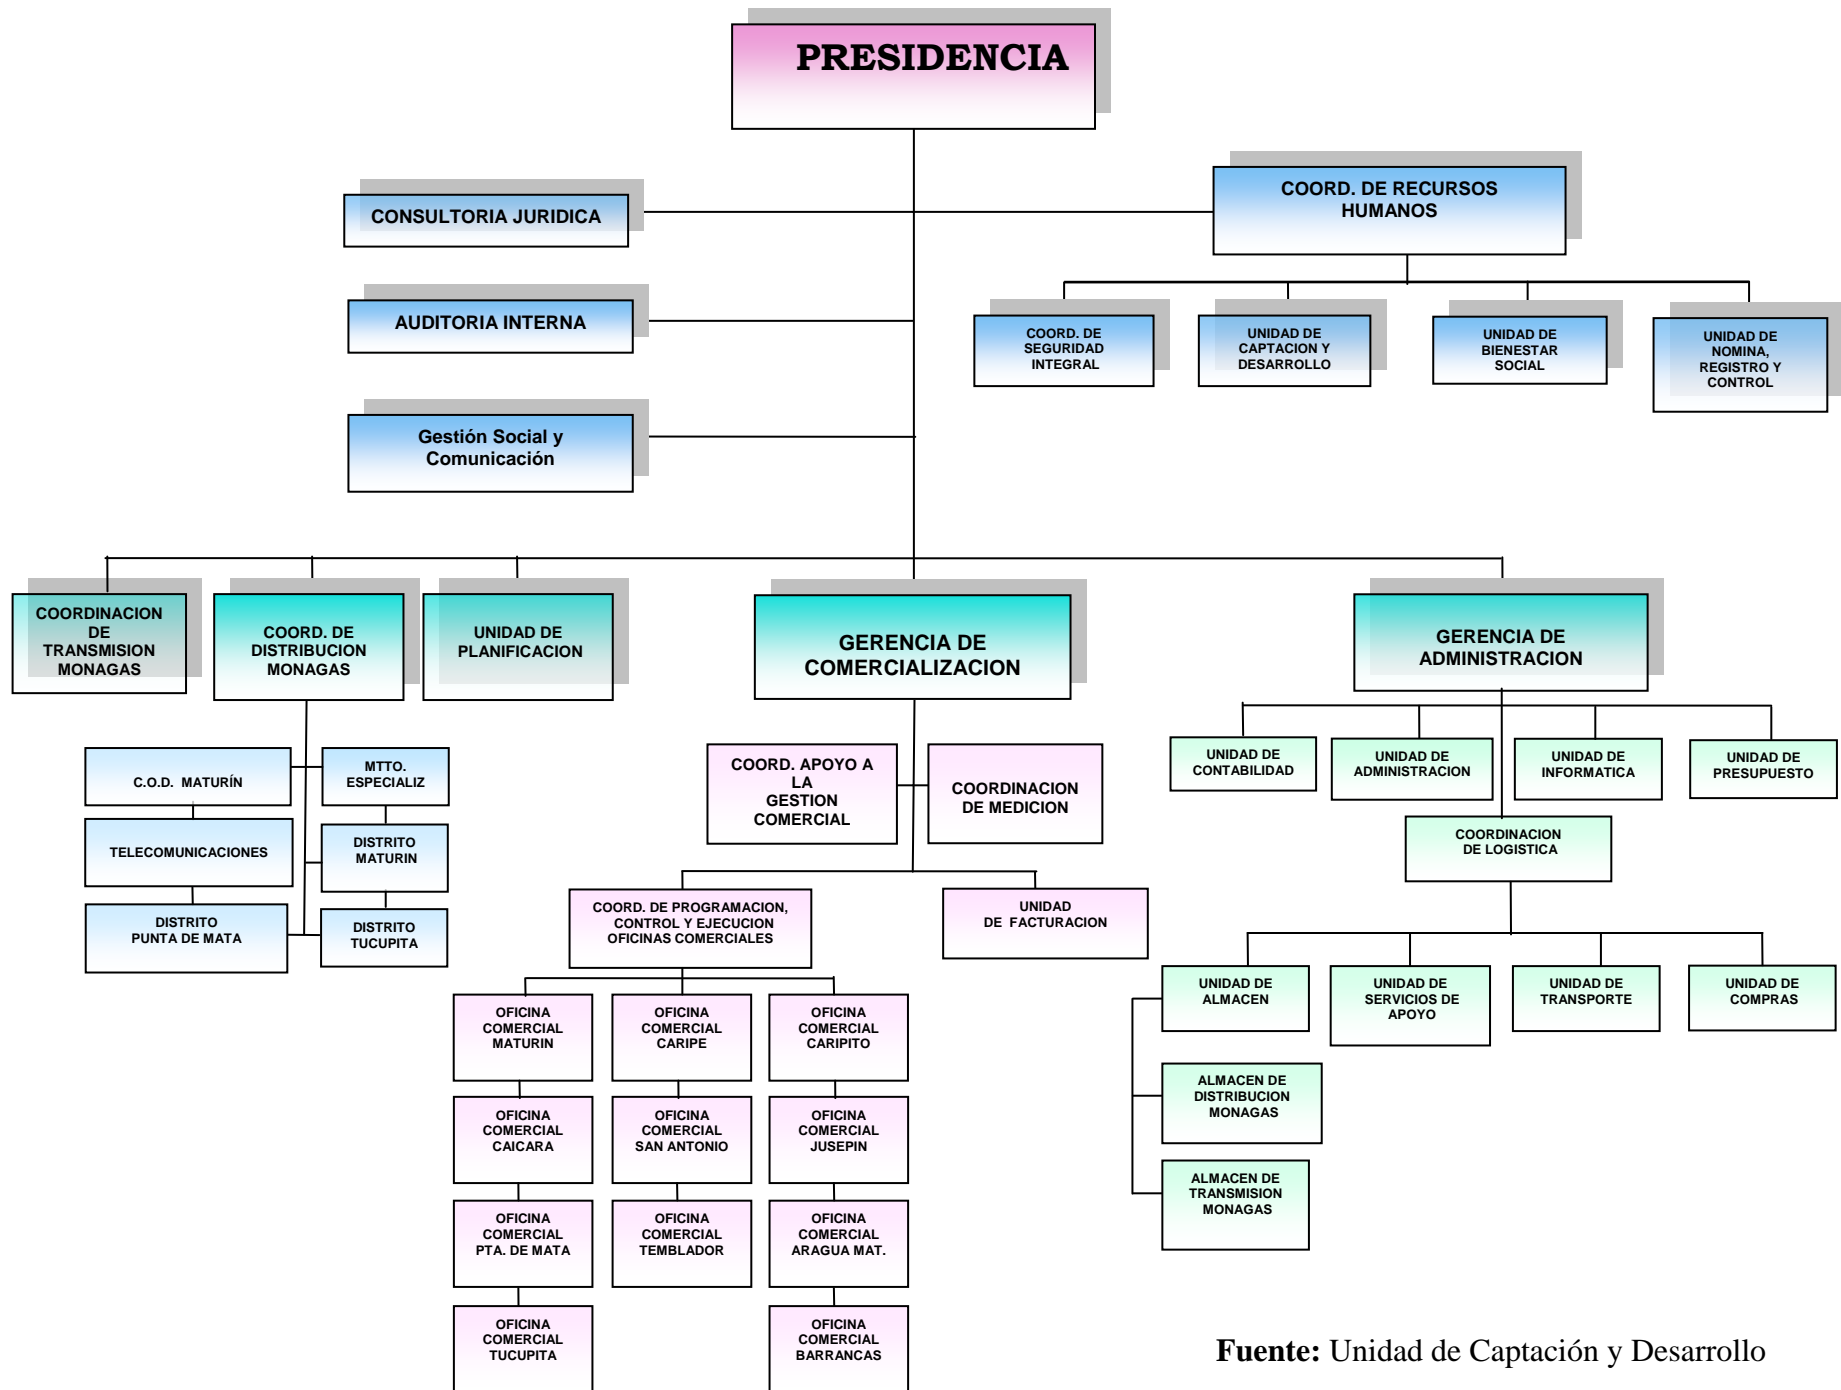 PRESIDENCIA
CONSULTORIA JURIDICA
COORD. DE RECURSOS
HUMANOS
AUDITORIA INTERNA
COORD. DE
SEGURIDAD
INTEGRAL
UNIDAD DE
CAPTACION Y
DESARROLLO
UNIDAD DE
BIENESTAR
SOCIAL
UNIDAD DE
NOMINA,
REGISTRO Y
CONTROL
Gestión Social y
Comunicación
COORDINACION
DE
TRANSMISION
MONAGAS
COORD. DE
DISTRIBUCION
MONAGAS
UNIDAD DE
PLANIFICACION
GERENCIA DE
COMERCIALIZACION
GERENCIA DE
ADMINISTRACION
C.O.D. MATURÍN
MTTO.
ESPECIALIZ
TELECOMUNICACIONES
DISTRITO
MATURIN
DISTRITO
PUNTA DE MATA
DISTRITO
TUCUPITA
COORD. APOYO A
LA
GESTION
COMERCIAL
COORDINACION
DE MEDICION
COORD. DE PROGRAMACION,
CONTROL Y EJECUCION
OFICINAS COMERCIALES
UNIDAD
DE FACTURACION
OFICINA
COMERCIAL
MATURIN
OFICINA
COMERCIAL
CARIPE
OFICINA
COMERCIAL
CARIPITO
OFICINA
COMERCIAL
CAICARA
OFICINA
COMERCIAL
SAN ANTONIO
OFICINA
COMERCIAL
JUSEPIN
OFICINA
COMERCIAL
PTA. DE MATA
OFICINA
COMERCIAL
TEMBLADOR
OFICINA
COMERCIAL
ARAGUA MAT.
OFICINA
COMERCIAL
TUCUPITA
OFICINA
COMERCIAL
BARRANCAS
UNIDAD DE
CONTABILIDAD
UNIDAD DE
ADMINISTRACION
UNIDAD DE
INFORMATICA
UNIDAD DE
PRESUPUESTO
COORDINACION
DE LOGISTICA
UNIDAD DE
ALMACEN
UNIDAD DE
SERVICIOS DE
APOYO
UNIDAD DE
TRANSPORTE
UNIDAD DE
COMPRAS
ALMACEN DE
DISTRIBUCION
MONAGAS
ALMACEN DE
TRANSMISION
MONAGAS
Fuente: Unidad de Captación y Desarrollo